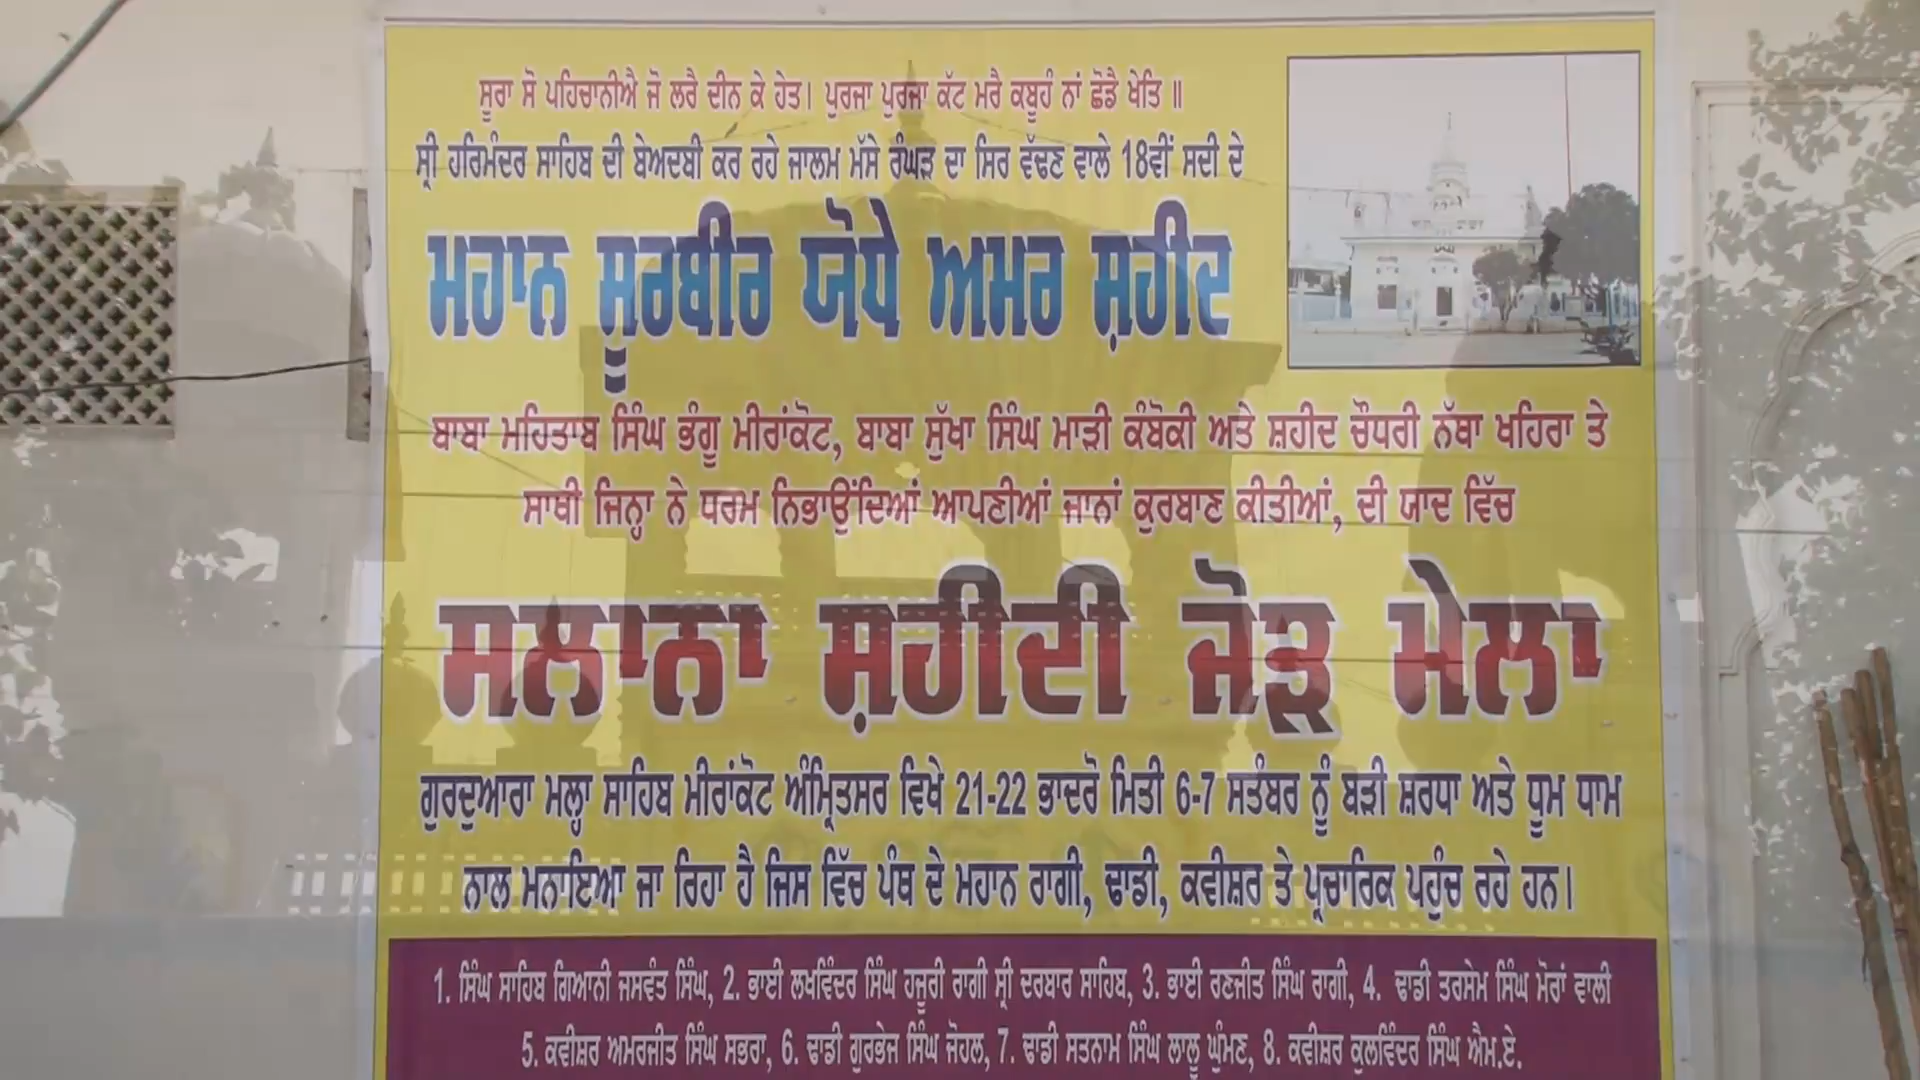 ਸੂਰਾ ਸੋ ਪਹਿਚਾਨੀਐ ਜੋ ਲਰੈ ਦੀਨ ਕੇ ਹੇਤ। ਪੁਰਜਾ ਪੁਰਜਾ ਕੱਟ ਮਰੈ ਕਬੂਹੰ ਨਾਂ ਛੋਡੈ ਖੇਤਿ ॥
ਸ੍ਰੀ ਹਰਿਮੰਦਰ ਸਾਹਿਬ ਦੀ ਬੇਅਦਬੀ ਕਰ ਰਹੇ ਜਾਲਮ ਮੱਸੇ ਰੰਘੜ ਦਾ ਸਿਰ ਵੱਢਣ ਵਾਲੇ 18ਵੀਂ ਸਦੀ ਦੇ
ਮਹਾਨ ਸੂਰਬੀਰ ਯੋਧੇ ਅਮਰ ਸ਼ਹੀਦ
ਬਾਬਾ ਮਹਿਤਾਬ ਸਿੰਘ ਭੰਗੂ ਮੀਰਾਂਕੋਟ, ਬਾਬਾ ਸੁੱਖਾ ਸਿੰਘ ਮਾੜੀ ਕੰਬੋਕੀ ਅਤੇ ਸ਼ਹੀਦ ਚੌਧਰੀ ਨੱਥਾ ਖਹਿਰਾ ਤੇ
ਸਾਥੀ ਜਿਨ੍ਹਾ ਨੇ ਧਰਮ ਨਿਭਾਉਂਦਿਆਂ ਆਪਣੀਆਂ ਜਾਨਾਂ ਕੁਰਬਾਣ ਕੀਤੀਆਂ, ਦੀ ਯਾਦ ਵਿੱਚ
ਸਲਾਨਾ ਸ਼ਹੀਦੀ ਜੋੜ ਮੇਲਾ
ਗੁਰਦੁਆਰਾ ਮਲ੍ਹਾ ਸਾਹਿਬ ਮੀਰਾਂਕੋਟ ਅੰਮ੍ਰਿਤਸਰ ਵਿਖੇ 21-22 ਭਾਦਰੋ ਮਿਤੀ 6-7 ਸਤੰਬਰ ਨੂੰ ਬੜੀ ਸ਼ਰਧਾ ਅਤੇ ਧੂਮ ਧਾਮ
ਨਾਲ ਮਨਾਇਆ ਜਾ ਰਿਹਾ ਹੈ ਜਿਸ ਵਿੱਚ ਪੰਥ ਦੇ ਮਹਾਨ ਰਾਗੀ, ਢਾਡੀ, ਕਵੀਸ਼ਰ ਤੇ ਪ੍ਰਚਾਰਿਕ ਪਹੁੰਚ ਰਹੇ ਹਨ।
1. ਸਿੰਘ ਸਾਹਿਬ ਗਿਆਨੀ ਜਸਵੰਤ ਸਿੰਘ, 2. ਭਾਈ ਲਖਵਿੰਦਰ ਸਿੰਘ ਹਜੂਰੀ ਰਾਗੀ ਸ੍ਰੀ ਦਰਬਾਰ ਸਾਹਿਬ, 3. ਭਾਈ ਰਣਜੀਤ ਸਿੰਘ ਰਾਗੀ, 4. ਢਾਡੀ ਤਰਸੇਮ ਸਿੰਘ ਮੋਰਾਂ ਵਾਲੀ
5. ਕਵੀਸ਼ਰ ਅਮਰਜੀਤ ਸਿੰਘ ਸਭਰਾ, 6. ਢਾਡੀ ਗੁਰਭੇਜ ਸਿੰਘ ਜੋਹਲ, 7. ਢਾਡੀ ਸਤਨਾਮ ਸਿੰਘ ਲਾਲੂ ਘੁੰਮਣ, 8. ਕਵੀਸ਼ਰ ਕੁਲਵਿੰਦਰ ਸਿੰਘ ਐਮ.ਏ.